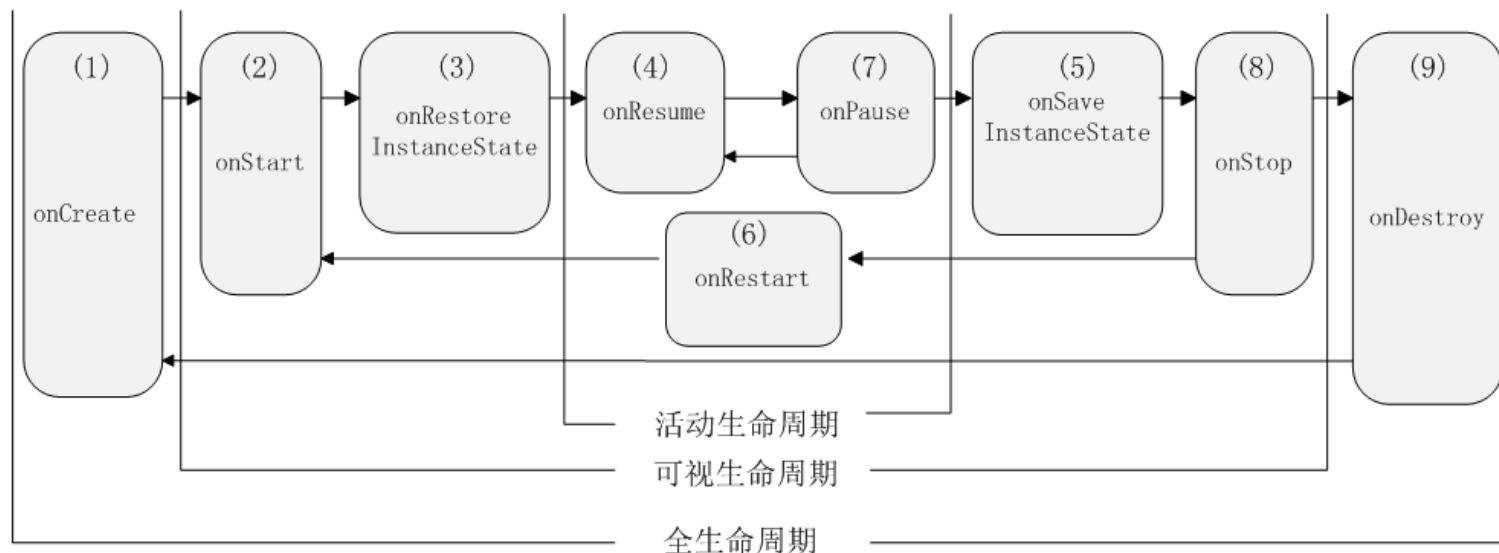 (1)
onCreate
(2)
onStart
(3)
onRestore
InstanceState
(4)
onResume
(7)
onPause
(5)
onSave
InstanceState
(8)
onStop
(9)
onDestroy
(6)
onRestart
活动生命周期
可视生命周期
全生命周期